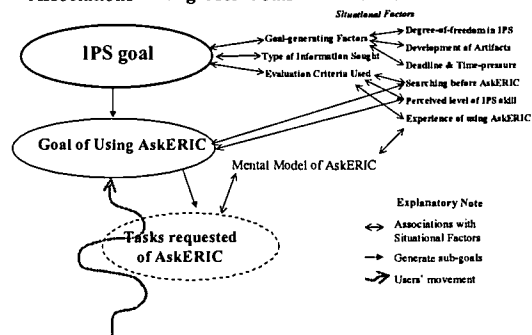 Situational Factors
IPS goal
Goal-generating Factors
Type of Information Sought
Evaluation Criteria Used
Degree-of-freedom in IPS
Development of Artifacts
Deadline & Time-pressure
Searching before AskERIC
Perceived level of IPS skill
Experience of using AskERIC
Goal of Using AskERIC
Mental Model of AskERIC
Tasks requested
of AskERIC
Explanatory Note
Associations with
Situational Factors
Generate sub-goals
Users' movement